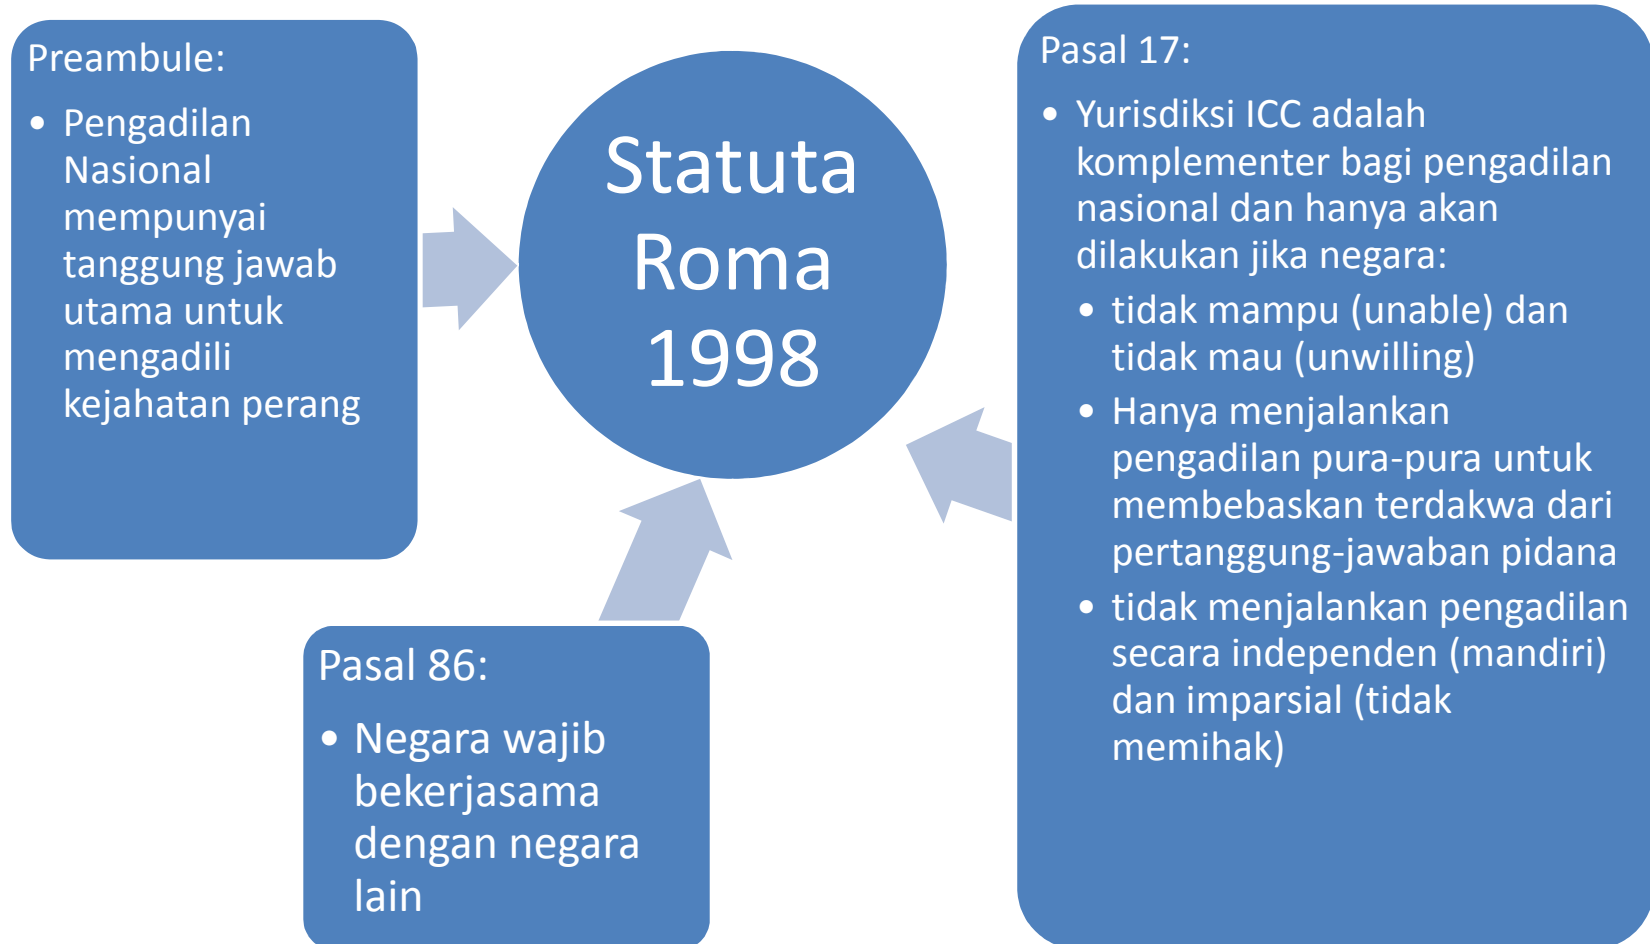 Preambule:
• Pengadilan
Nasional
mempunyai
tanggung jawab
utama untuk
mengadili
kejahatan perang
Statuta
Roma
1998
Pasal 17:
• Yurisdiksi ICC adalah
komplementer bagi pengadilan
nasional dan hanya akan
dilakukan jika negara:
• tidak mampu (unable) dan
tidak mau (unwilling)
• Hanya menjalankan
pengadilan pura-pura untuk
membebaskan terdakwa dari
pertanggung-jawaban pidana
• tidak menjalankan pengadilan
secara independen (mandiri)
dan imparsial (tidak
memihak)
Pasal 86:
• Negara wajib
bekerjasama
dengan negara
lain